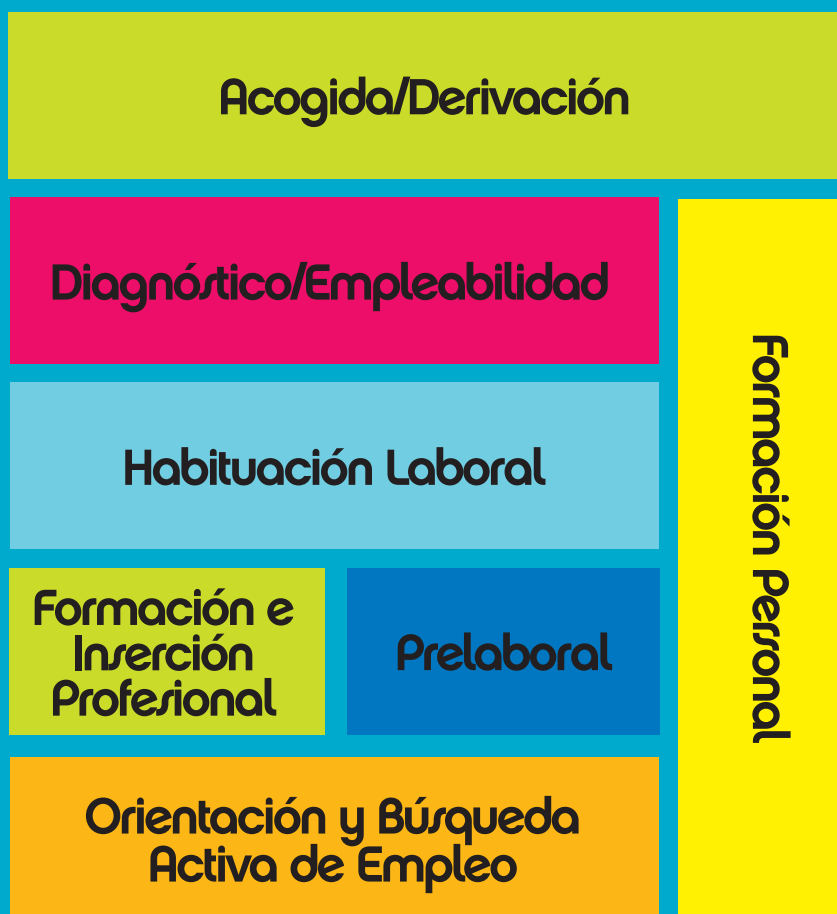 Acogida/Derivación
Diagnóstico/Empleabilidad
Habituación Laboral
Formación e
Inserción
Profesional
Prelaboral
Orientación y Búsqueda
Activa de Empleo
Formación Personal